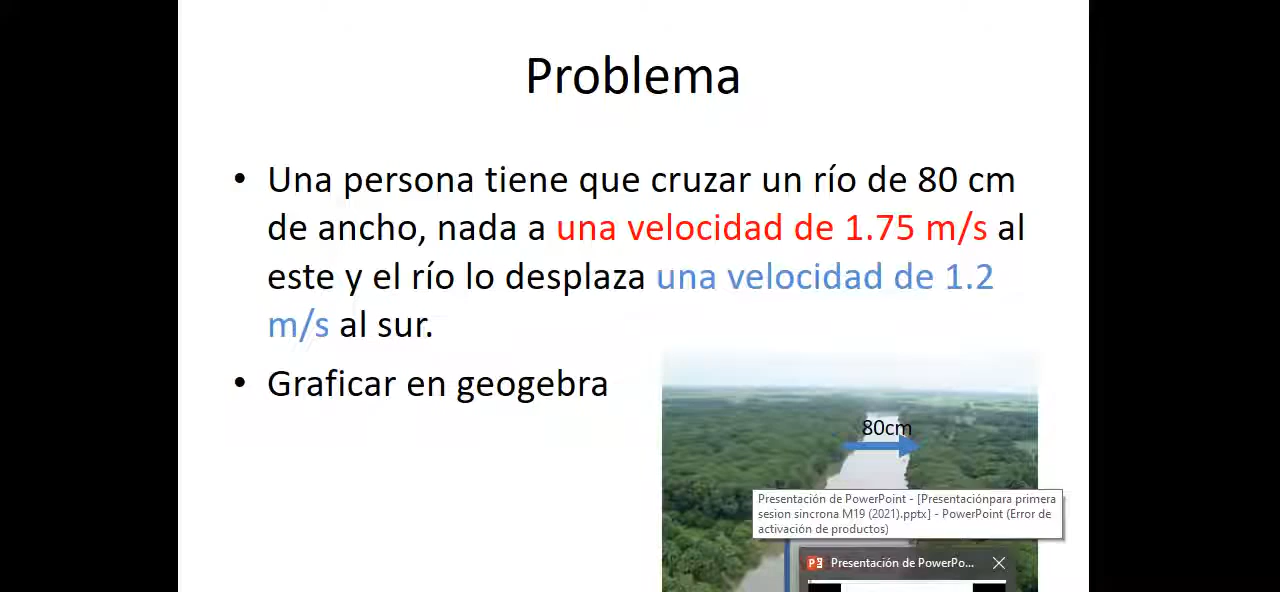 Problema
• Una persona tiene que cruzar un río de 80 cm
de ancho, nada a una velocidad de 1.75 m/s al
este y el río lo desplaza una velocidad de 1.2
m/s al sur.
• Graficar en geogebra
80cm
Presentación de PowerPoint - [Presentaciónpara primera
sesion sincrona M19 (2021).pptx] - PowerPoint (Error de
activación de productos)
Presentación de PowerPo...